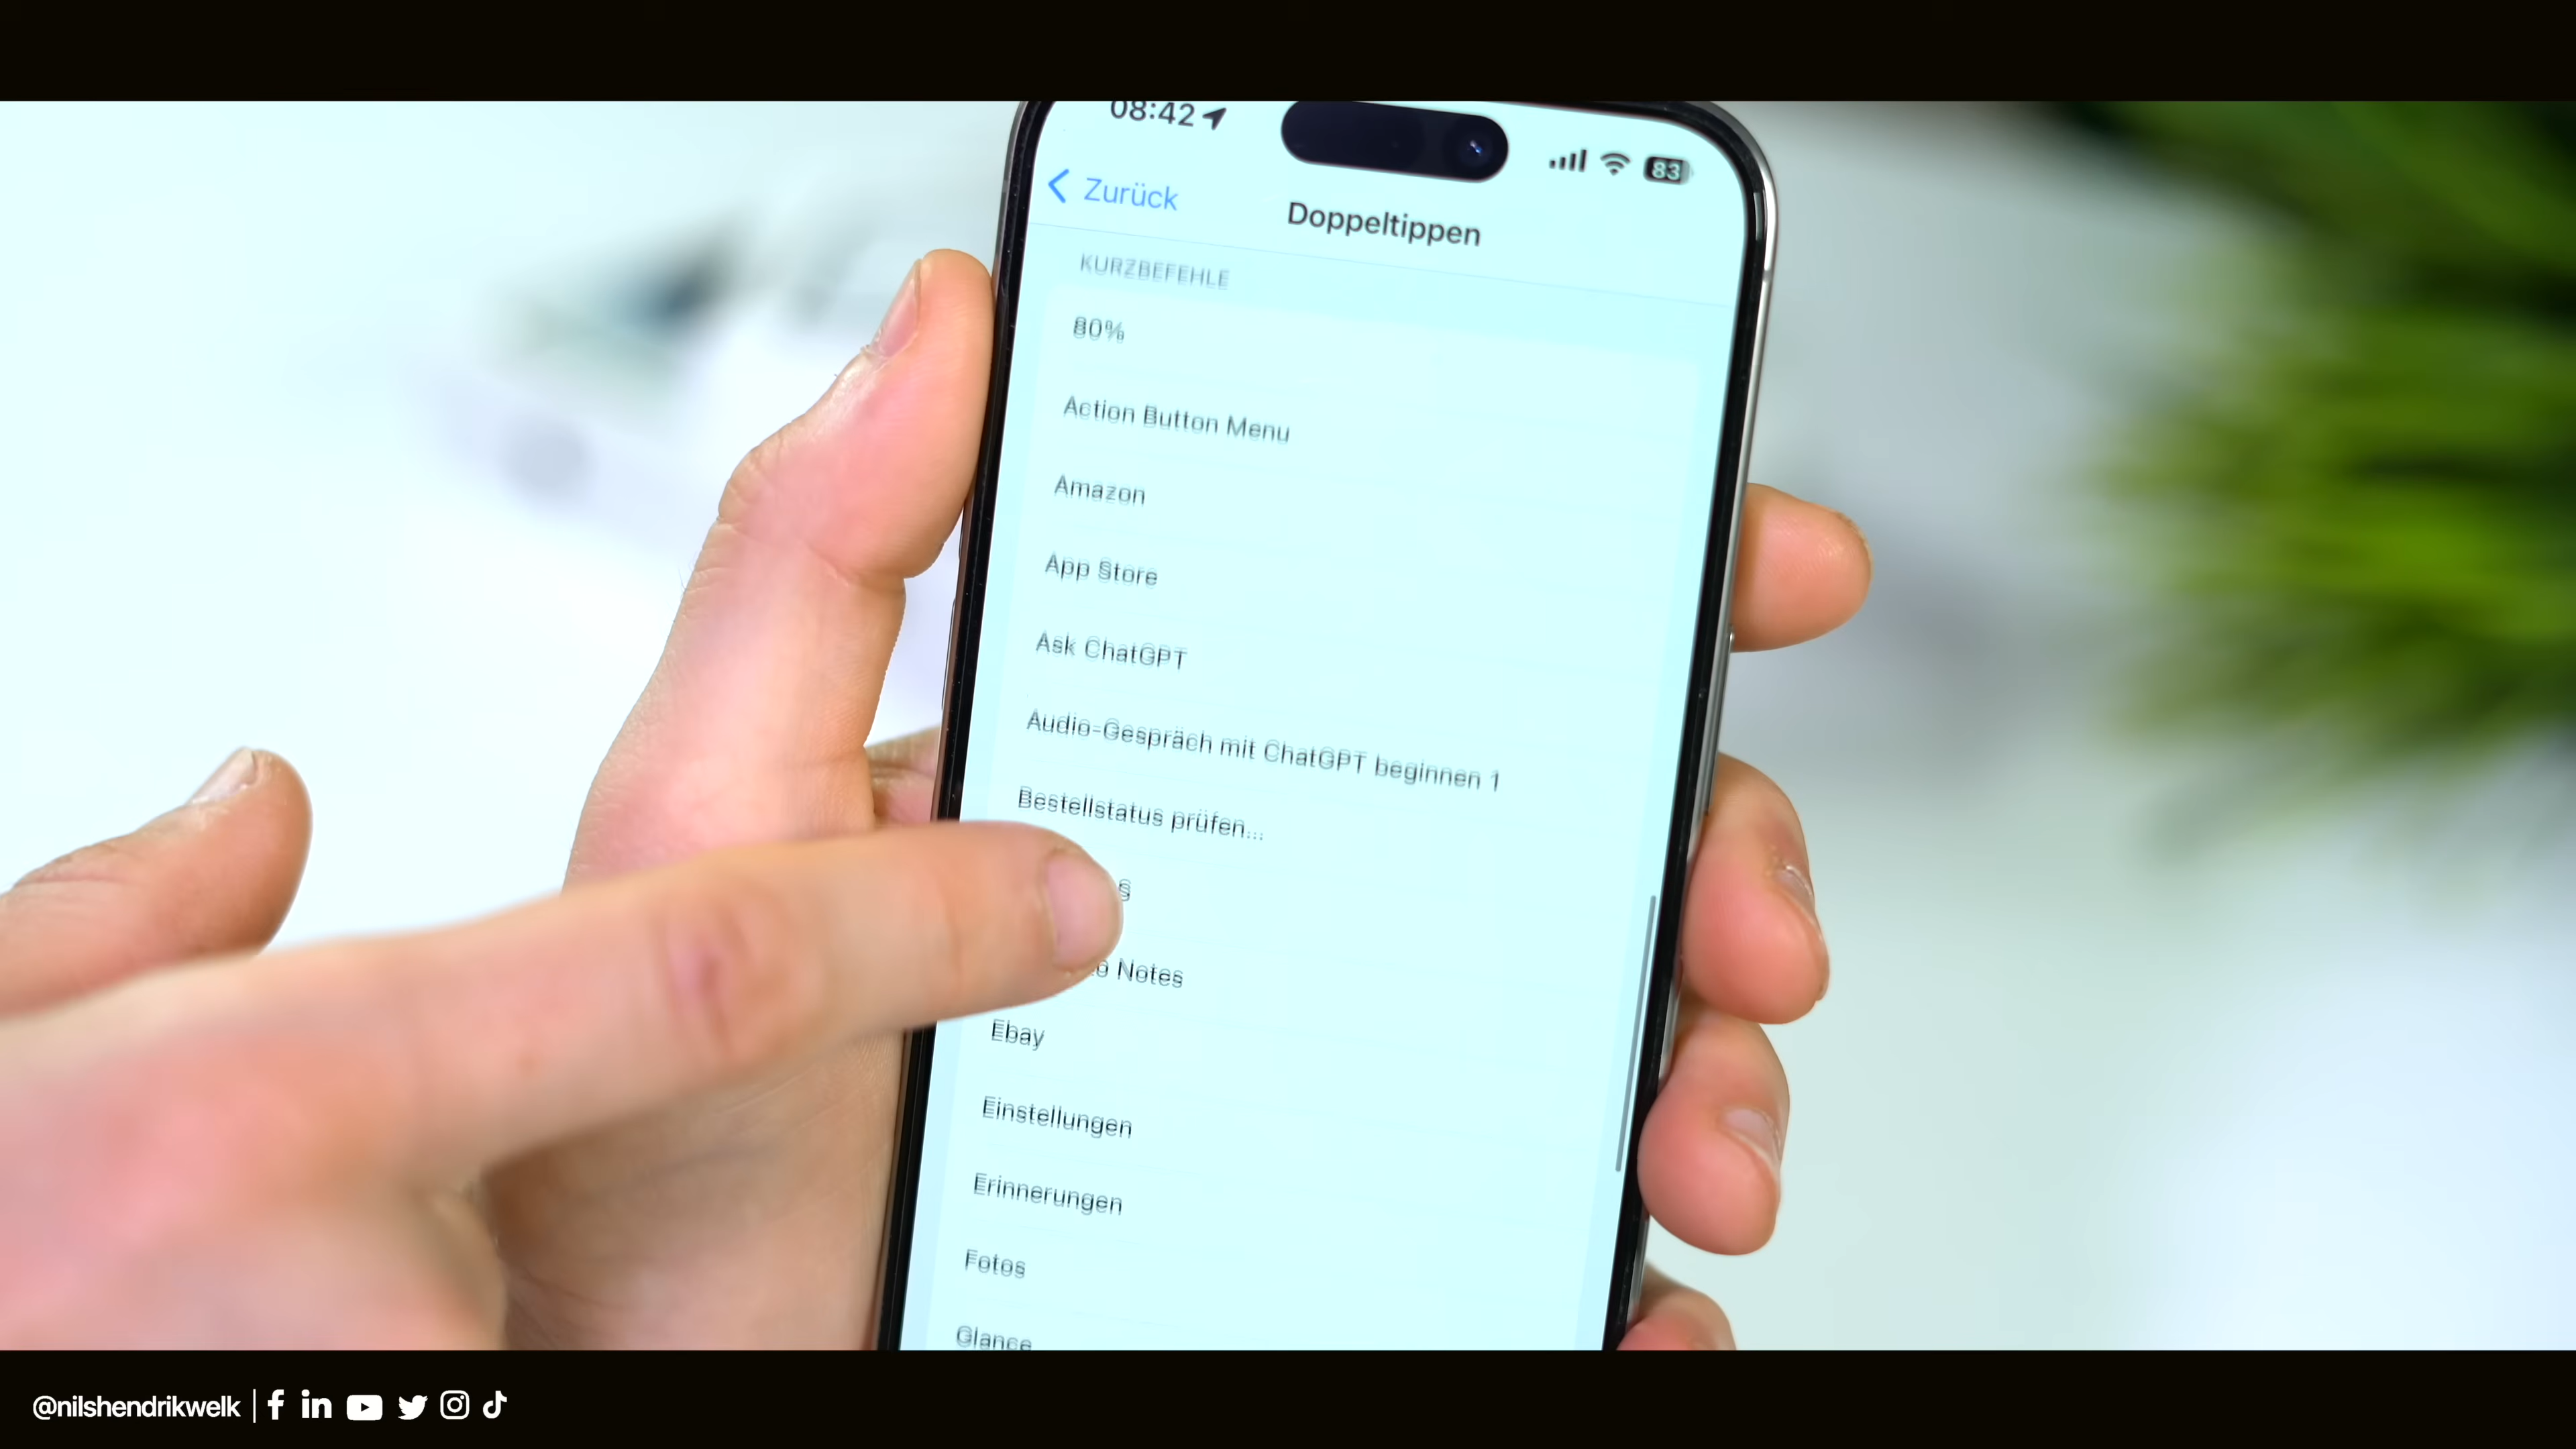 08:42
83
Zurück
Doppeltippen
KURZBEFEHLE
80%
Action Button Menu
Amazon
App Store
Ask ChatGPT
Audio-Gespräch mit ChatGPT beginnen 1
Bestellstatus prüfen...
Notes
Ebay
Einstellungen
Erinnerungen
Fotos
Glance
@nilshendrikwelk